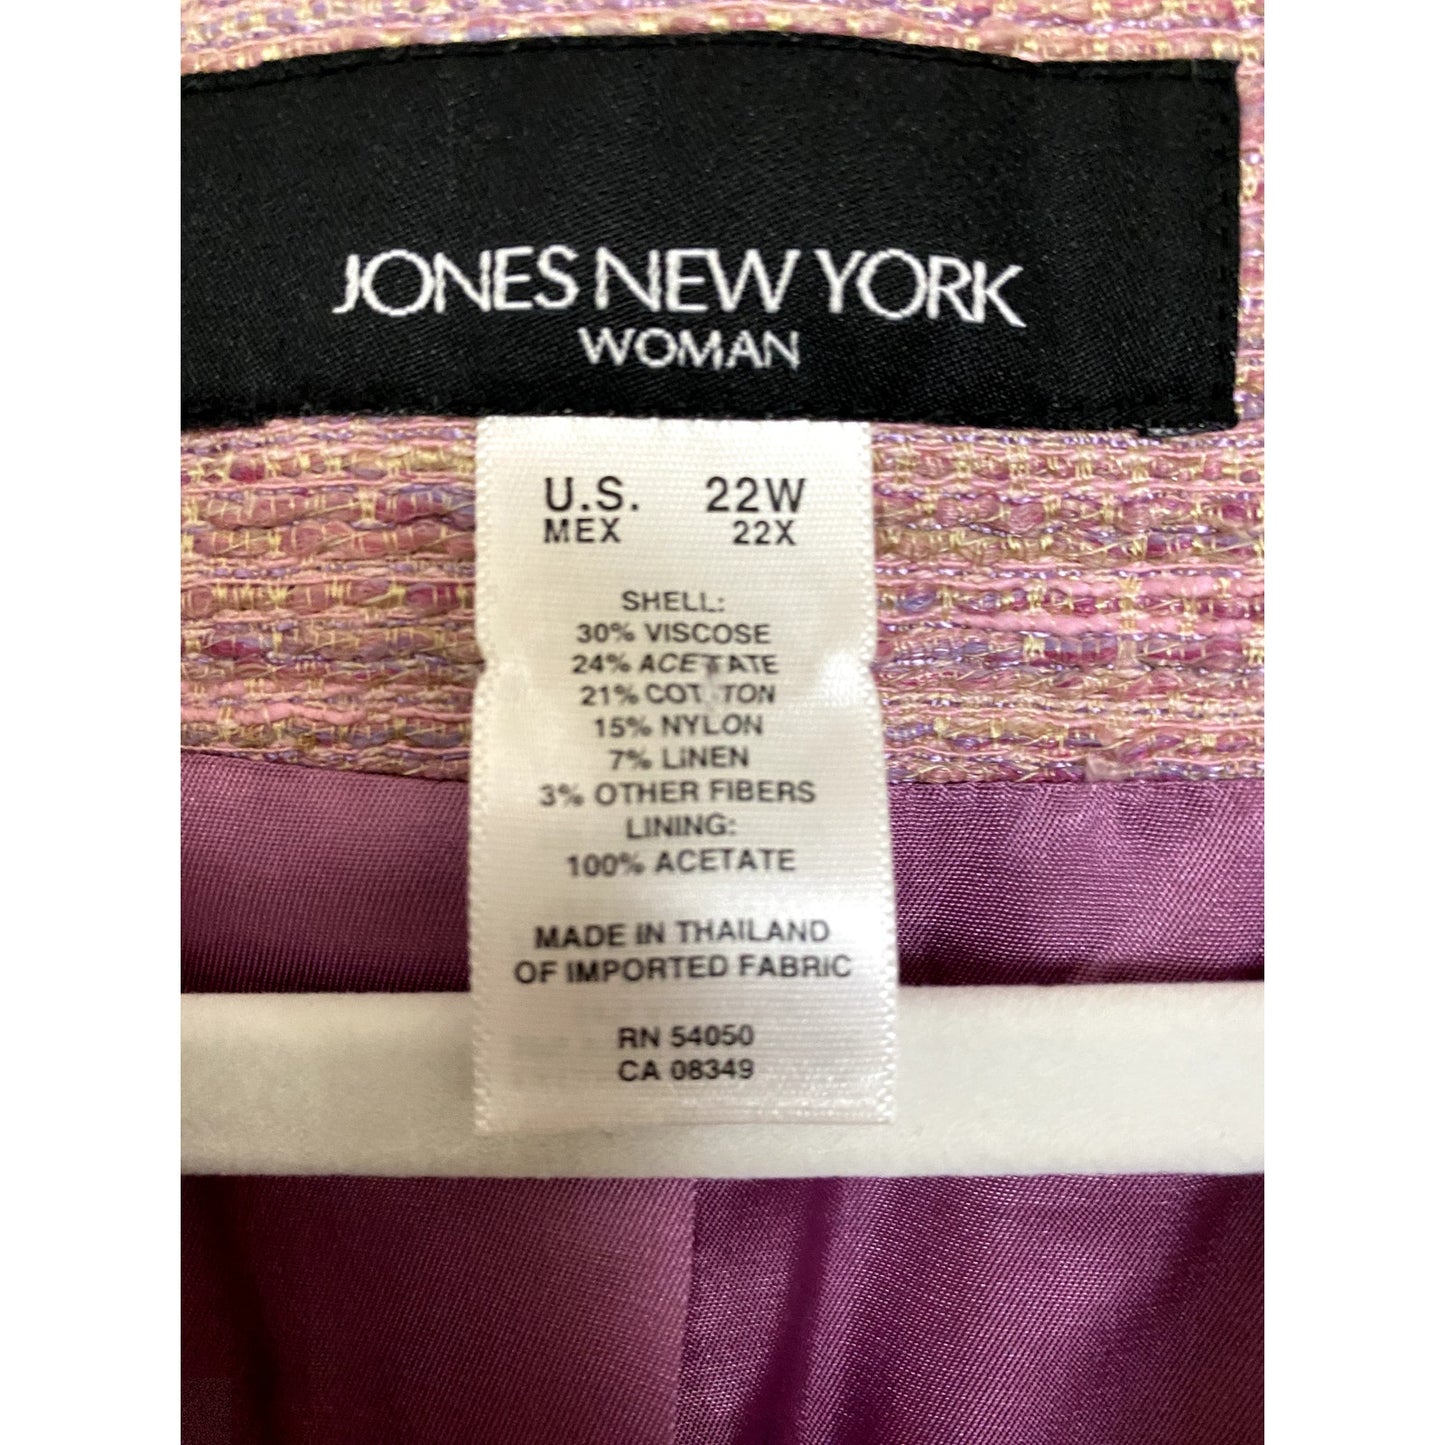 JONES NEW YORK
WOMAN
U.S. 22W
MEX 22X
SHELL:
30% VISCOSE
24% ACETATE
21% COTTON
15% NYLON
7% LINEN
3% OTHER FIBERS
LINING:
100% ACETATE
MADE IN THAILAND
OF IMPORTED FABRIC
RN 54050
CA 08349